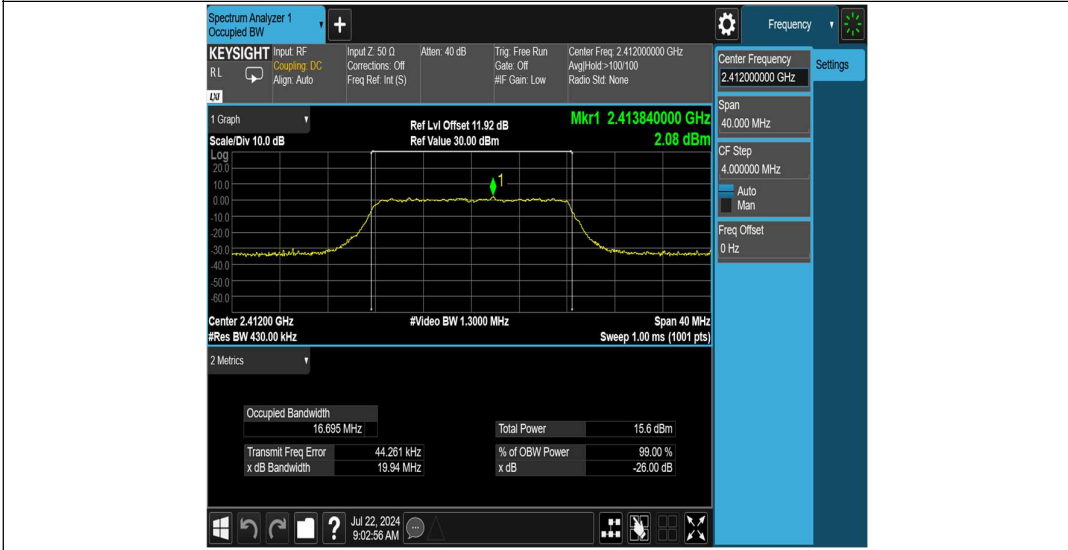 Spectrum Analyzer 1
Occupied BW
+
Frequency
KEYSIGHT
RL
LXI
Input: RF
Coupling: DC
Align: Auto
Input Z: 50 Ω
Corrections: Off
Freq Ref: Int (S)
Atten: 40 dB
Trig: Free Run
Gate: Off
#IF Gain: Low
Center Freq: 2.412000000 GHz
Avg|Hold:>100/100
Radio Std: None
Center Frequency
2.412000000 GHz
Settings
Span
40.000 MHz
CF Step
4.000000 MHz
Auto
Man
Freq Offset
0 Hz
1 Graph
Scale/Div 10.0 dB
Ref Lvl Offset 11.92 dB
Ref Value 30.00 dBm
Mkr1 2.413840000 GHz
2.08 dBm
Log
20.0
10.0
0.00
-10.0
-20.0
-30.0
-40.0
-50.0
-60.0
1
Center 2.41200 GHz
#Video BW 1.3000 MHz
Span 40 MHz
#Res BW 430.00 kHz
Sweep 1.00 ms (1001 pts)
2 Metrics
Occupied Bandwidth
16.695 MHz
Total Power 15.6 dBm
Transmit Freq Error 44.261 kHz
% of OBW Power 99.00 %
x dB Bandwidth 19.94 MHz
x dB -26.00 dB
?
Jul 22, 2024
9:02:56 AM